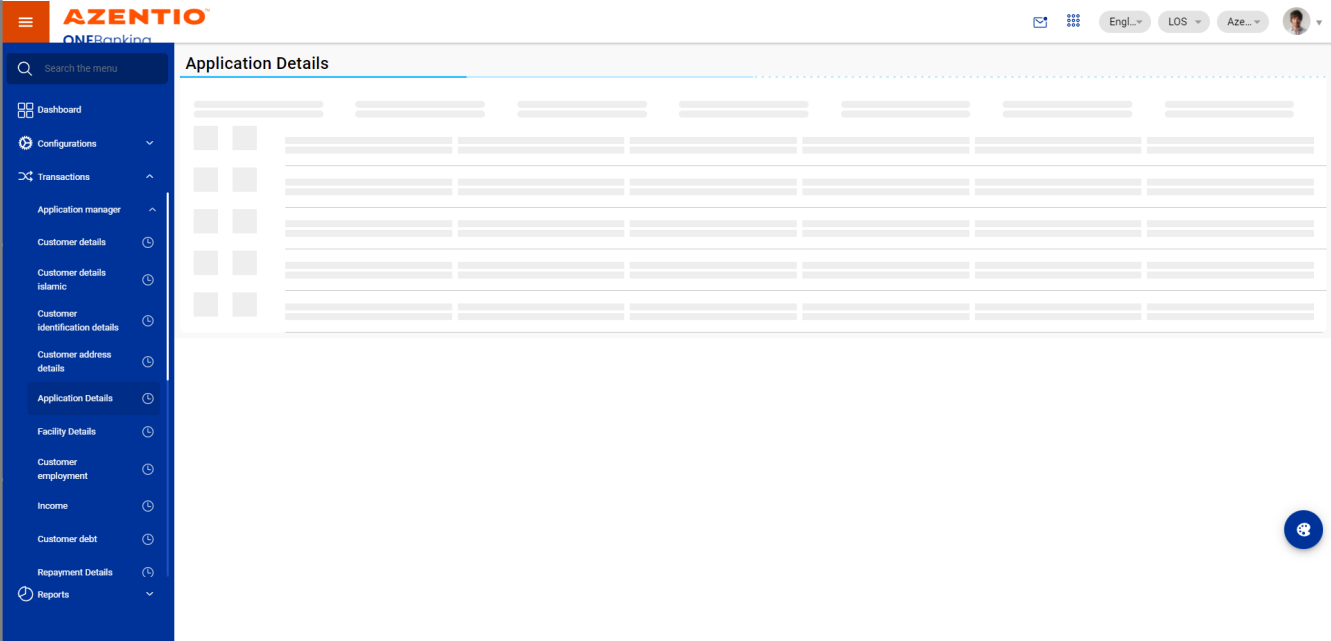 AZENTIO™
ONEBanking
Engl...
LOS
Aze...
Search the menu
Application Details
Dashboard
Configurations
Transactions
Application manager
Customer details
Customer details
islamic
Customer
identification details
Customer address
details
Application Details
Facility Details
Customer
employment
Income
Customer debt
Repayment Details
Reports